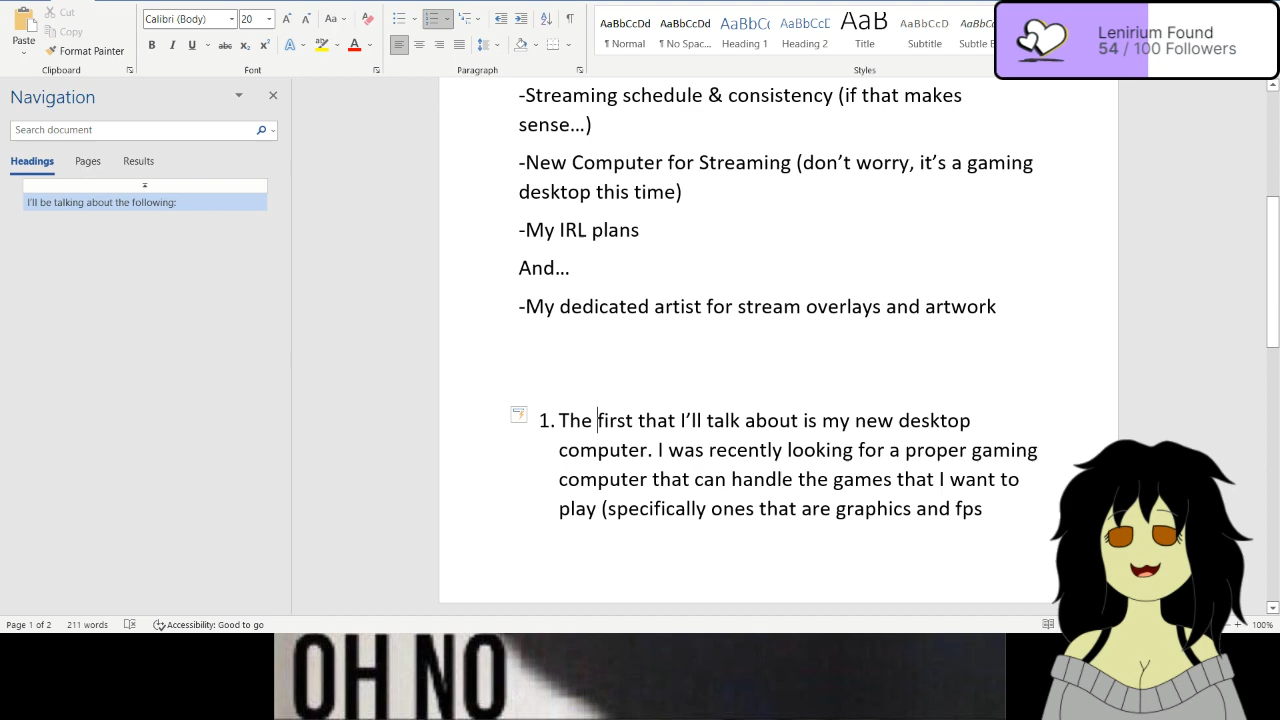 Cut
Copy
Format Painter
Paste
Clipboard
Calibri (Body)
20
Font
Paragraph
AaBbCcDd
¶ Normal
AaBbCcDd
¶ No Spac...
AaBbC(
Heading 1
AaBbCcE
Heading 2
AaB
Title
AaBbCcD
Subtitle
AaBbCc
Subtle E
Styles
Lenirium Found
54 / 100 Followers
Navigation
Search document
Headings
Pages
Results
I'll be talking about the following:
-Streaming schedule & consistency (if that makes
sense…)
-New Computer for Streaming (don’t worry, it’s a gaming
desktop this time)
-My IRL plans
And…
-My dedicated artist for stream overlays and artwork
1. The first that I’ll talk about is my new desktop
computer. I was recently looking for a proper gaming
computer that can handle the games that I want to
play (specifically ones that are graphics and fps
Page 1 of 2
211 words
Accessibility: Good to go
100%
OH NO